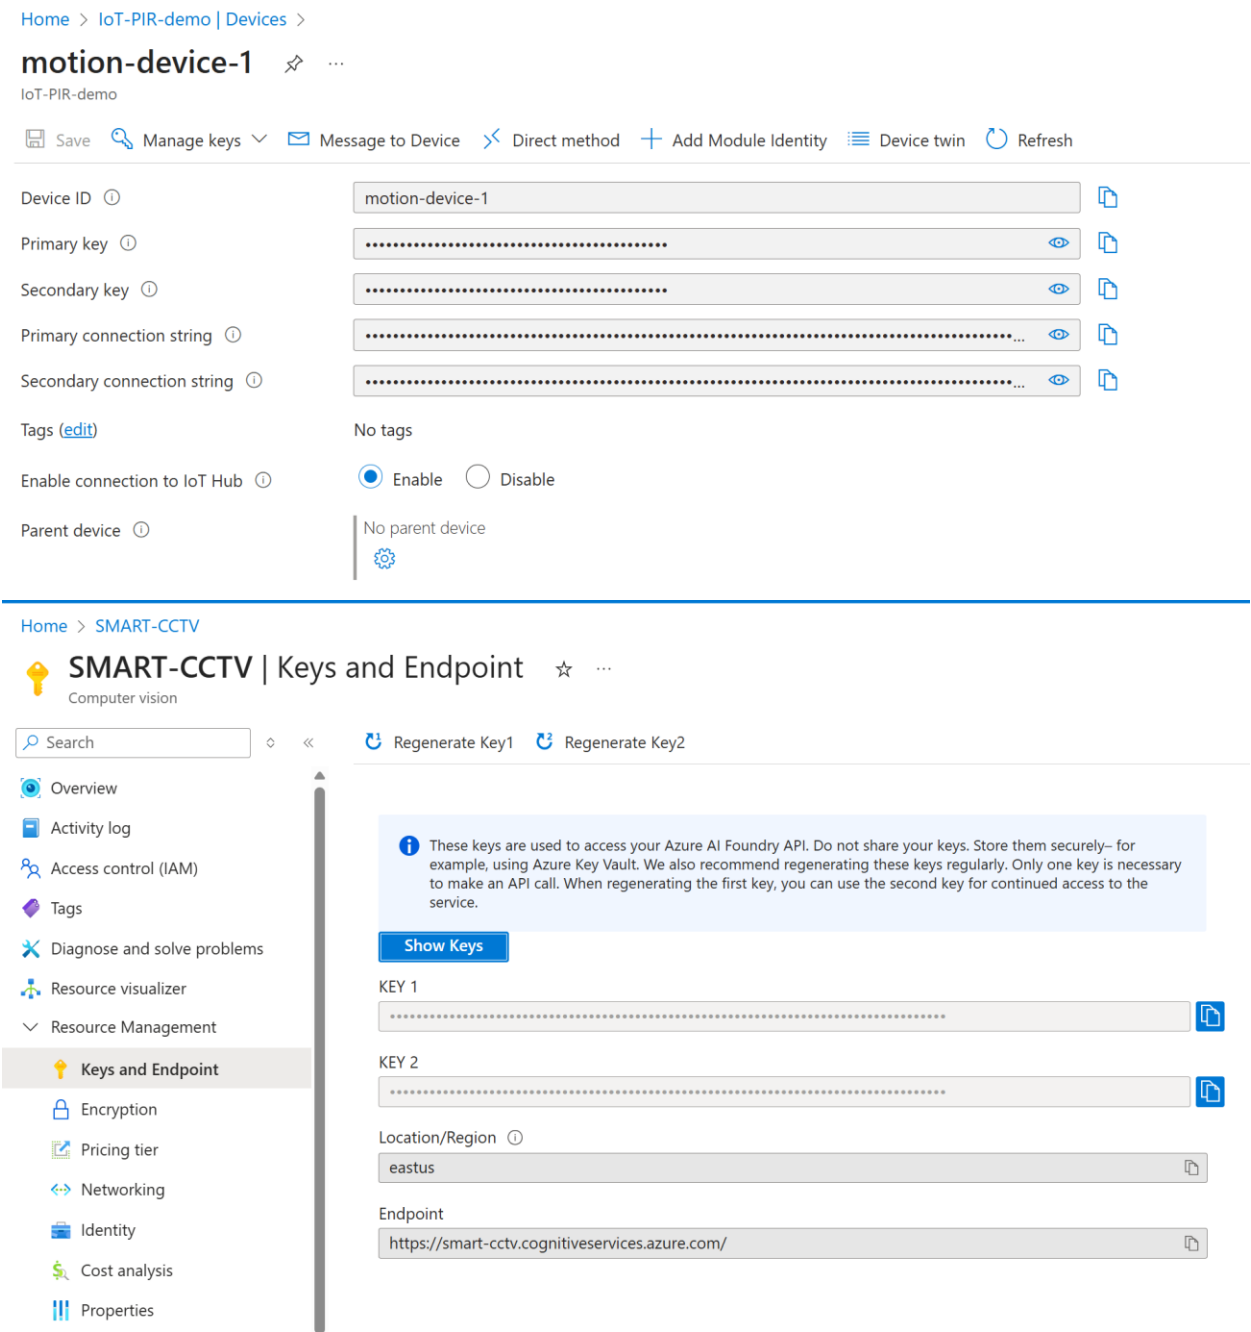 Home > IoT-PIR-demo | Devices >
motion-device-1 ...
IoT-PIR-demo
Save Manage keys Message to Device Direct method Add Module Identity Device twin Refresh
Device ID motion-device-1
Primary key ••••••••••••••••••••••••••••••••••••••••••••
Secondary key ••••••••••••••••••••••••••••••••••••••••••••
Primary connection string ••••••••••••••••••••••••••••••••••••••••••••••••••••••••••••••••••••••••••••••••••••••••••••••...
Secondary connection string ••••••••••••••••••••••••••••••••••••••••••••••••••••••••••••••••••••••••••••••••••••••••••••••...
Tags (edit) No tags
Enable connection to IoT Hub Enable Disable
Parent device No parent device
Home > SMART-CCTV
SMART-CCTV | Keys and Endpoint ...
Computer vision
Search
Regenerate Key1 Regenerate Key2
Overview
Activity log
Access control (IAM)
Tags
Diagnose and solve problems
Resource visualizer
Resource Management
Keys and Endpoint
Encryption
Pricing tier
Networking
Identity
Cost analysis
Properties
These keys are used to access your Azure AI Foundry API. Do not share your keys. Store them securely– for
example, using Azure Key Vault. We also recommend regenerating these keys regularly. Only one key is necessary
to make an API call. When regenerating the first key, you can use the second key for continued access to the
service.
Show Keys
KEY 1
••••••••••••••••••••••••••••••••••••••••••••••••••••••••••••••••••••••••••••••••••••
KEY 2
••••••••••••••••••••••••••••••••••••••••••••••••••••••••••••••••••••••••••••••••••••
Location/Region
eastus
Endpoint
https://smart-cctv.cognitiveservices.azure.com/